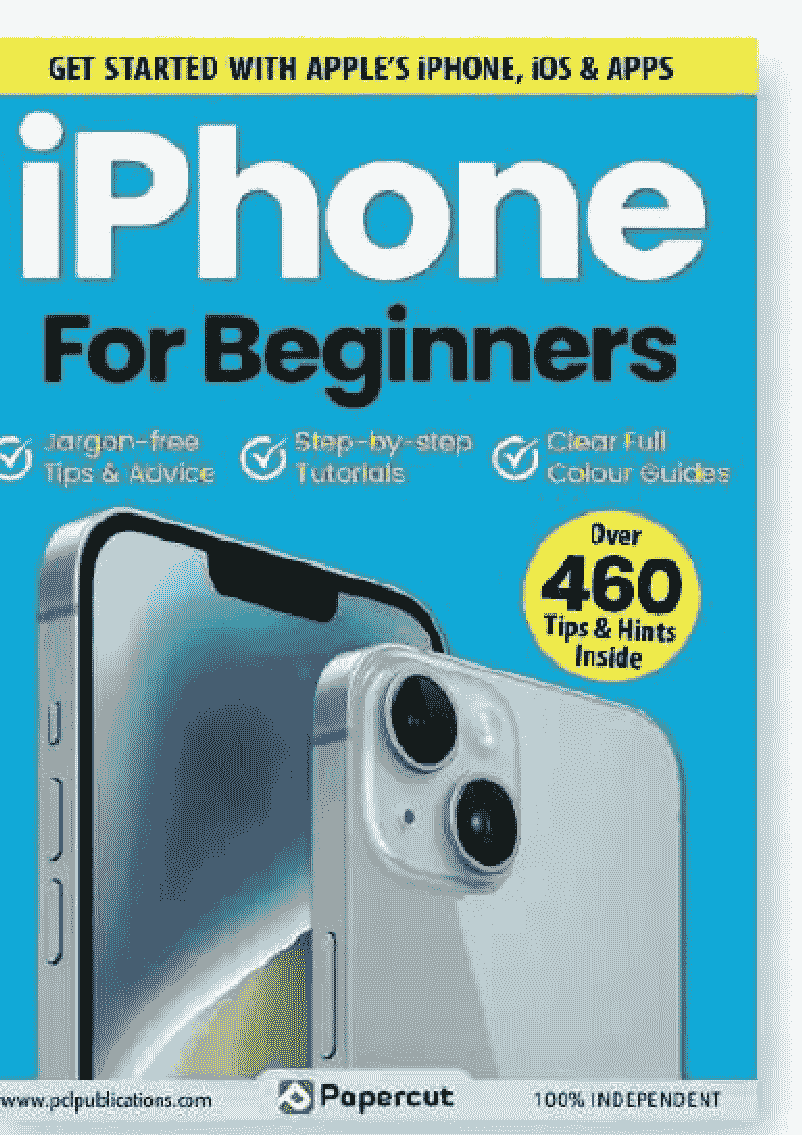 GET STARTED WITH APPLE'S iPHONE, iOS & APPS
iPhone
For Beginners
Jargon-free
Tips & Advice
Step-by-step
Tutorials
Clear Full
Colour Guides
Over
460
Tips & Hints
Inside
www.pclpublications.com
Papercut
100% INDEPENDENT